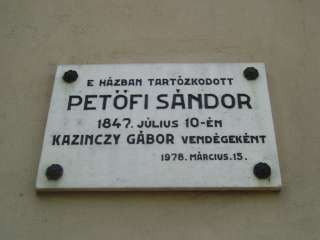 E HÁZBAN TARTÓZKODOTT
PETŐFI SÁNDOR
1847. JÚLIUS 10-ÉN
KAZINCZY GÁBOR VENDÉGEKÉNT
1978. MÁRCIUS. 15.